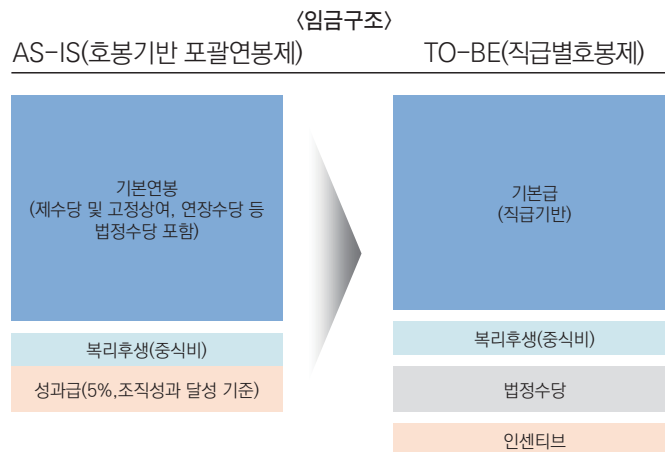 〈임금구조〉
AS-IS(호봉기반 포괄연봉제)
TO-BE(직급별호봉제)
기본연봉
(제수당 및 고정상여, 연장수당 등
법정수당 포함)
복리후생(중식비)
성과급(5%,조직성과 달성 기준)
기본급
(직급기반)
복리후생(중식비)
법정수당
인센티브